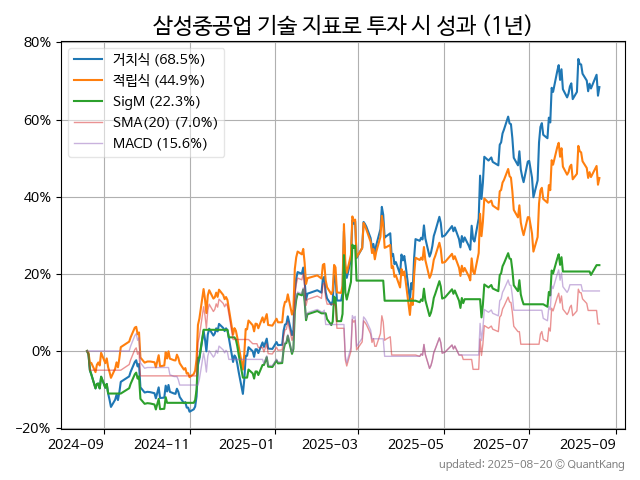 삼성중공업 기술 지표로 투자 시 성과 (1년)
80%
60%
40%
20%
0%
−20%
거치식 (68.5%)
적립식 (44.9%)
SigM (22.3%)
SMA(20) (7.0%)
MACD (15.6%)
2024-09 2024-11 2025-01 2025-03 2025-05 2025-07 2025-09
updated: 2025-08-20 © QuantKang